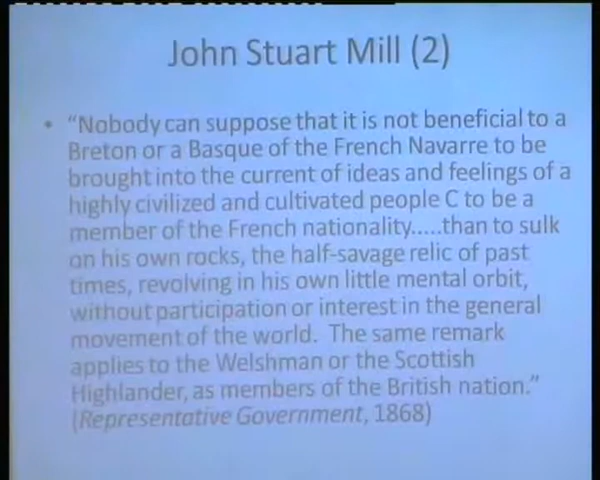 John Stuart Mill (2)
• “Nobody can suppose that it is not beneficial to a
Breton or a Basque of the French Navarre to be
brought into the current of ideas and feelings of a
highly civilized and cultivated people C to be a
member of the French nationality.....than to sulk
on his own rocks, the half-savage relic of past
times, revolving in his own little mental orbit,
without participation or interest in the general
movement of the world.  The same remark
applies to the Welshman or the Scottish
Highlander, as members of the British nation.”
(Representative Government, 1868)